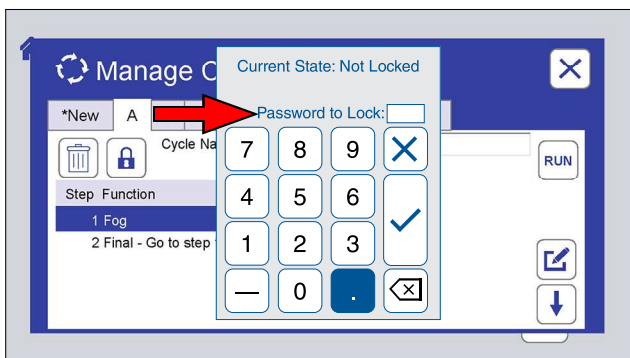 Manage C
Current State: Not Locked
*New A
Password to Lock:
Cycle Na
7 8 9
RUN
Step Function
4 5 6
1 Fog
2 Final - Go to step
1 2 3
— 0 .